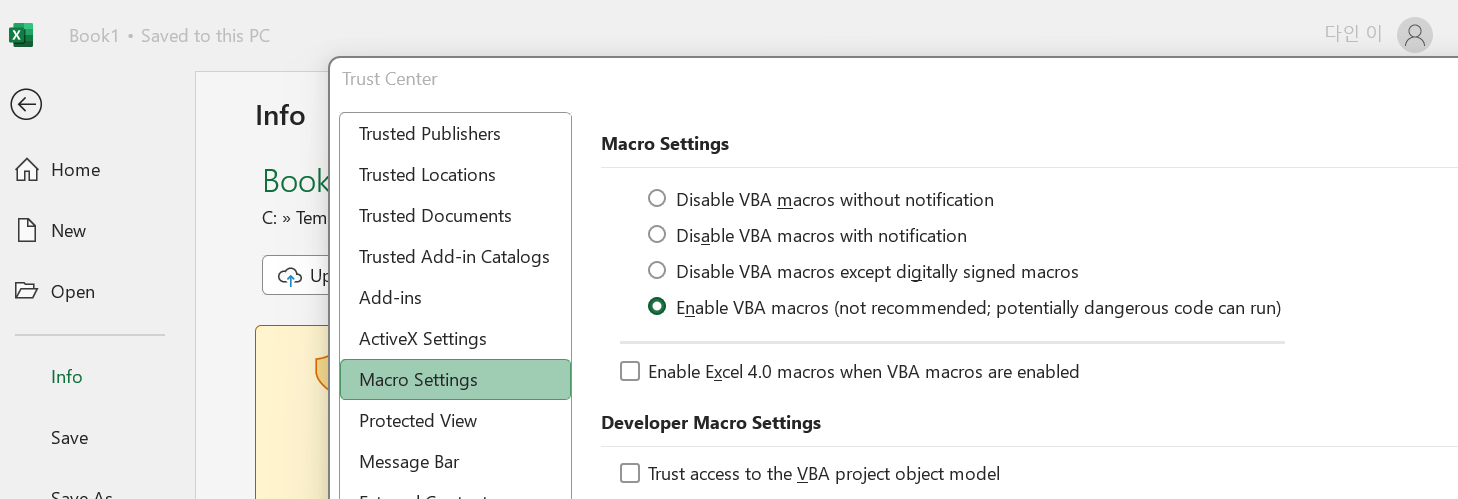 Book1 • Saved to this PC
다인 이
Trust Center
Info
Home
New
Open
Info
Save
Book
C: » Tem
Trusted Publishers
Trusted Locations
Trusted Documents
Trusted Add-in Catalogs
Add-ins
ActiveX Settings
Macro Settings
Protected View
Message Bar
Macro Settings
Disable VBA macros without notification
Disable VBA macros with notification
Disable VBA macros except digitally signed macros
Enable VBA macros (not recommended; potentially dangerous code can run)
Enable Excel 4.0 macros when VBA macros are enabled
Developer Macro Settings
Trust access to the VBA project object model